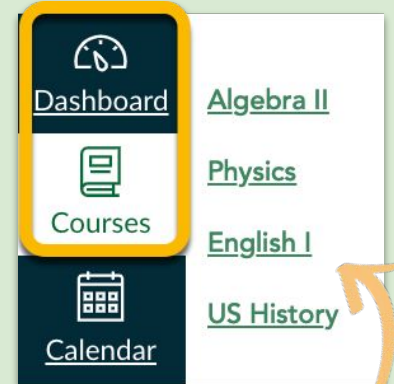 Dashboard
Courses
Calendar
Algebra II
Physics
English I
US History